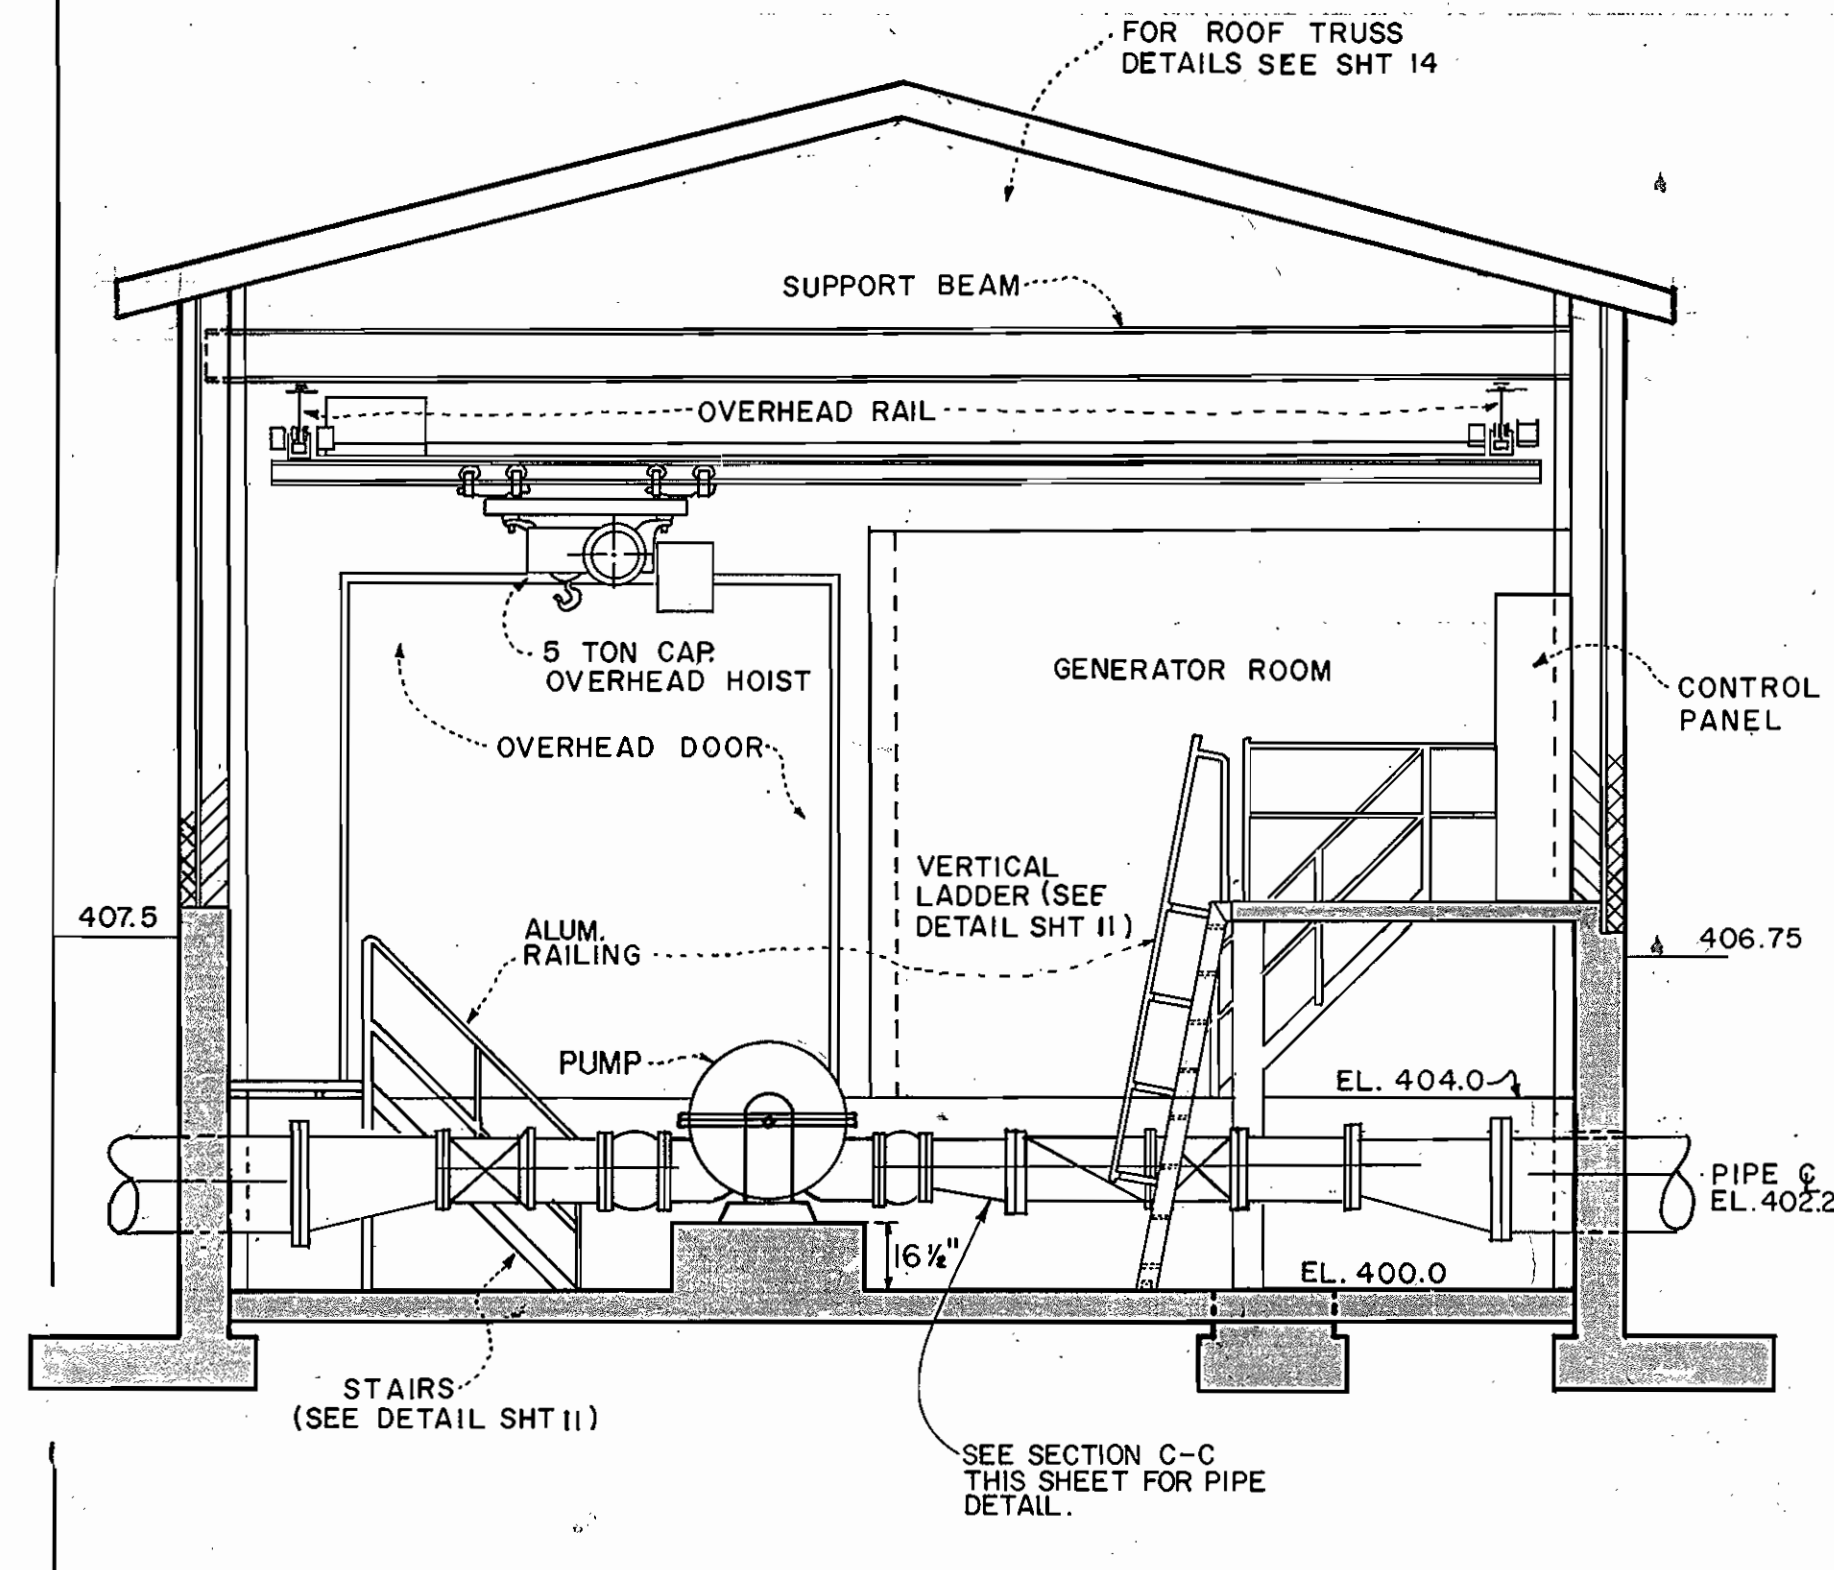 FOR ROOF TRUSS
DETAILS SEE SHT 14
SUPPORT BEAM
OVERHEAD RAIL
5 TON CAP.
OVERHEAD HOIST
GENERATOR ROOM
CONTROL
PANEL
OVERHEAD DOOR
VERTICAL
LADDER (SEE
DETAIL SHT 11)
407.5
ALUM.
RAILING
406.75
PUMP
EL. 404.0
PIPE ℄
EL. 402.2
16 ½"
EL. 400.0
STAIRS
(SEE DETAIL SHT 11)
SEE SECTION C-C
THIS SHEET FOR PIPE
DETAIL.